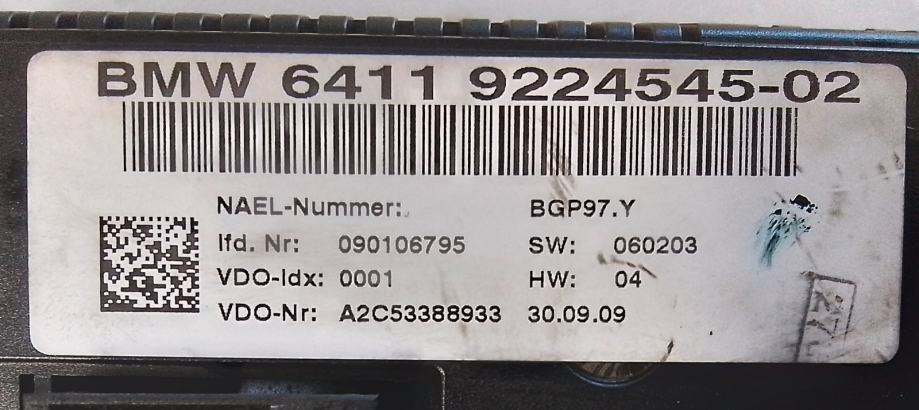 BMW 6411 9224545-02
NAEL-Nummer: BGP97.Y
lfd. Nr: 090106795 SW: 060203
VDO-Idx: 0001 HW: 04
VDO-Nr: A2C53388933 30.09.09